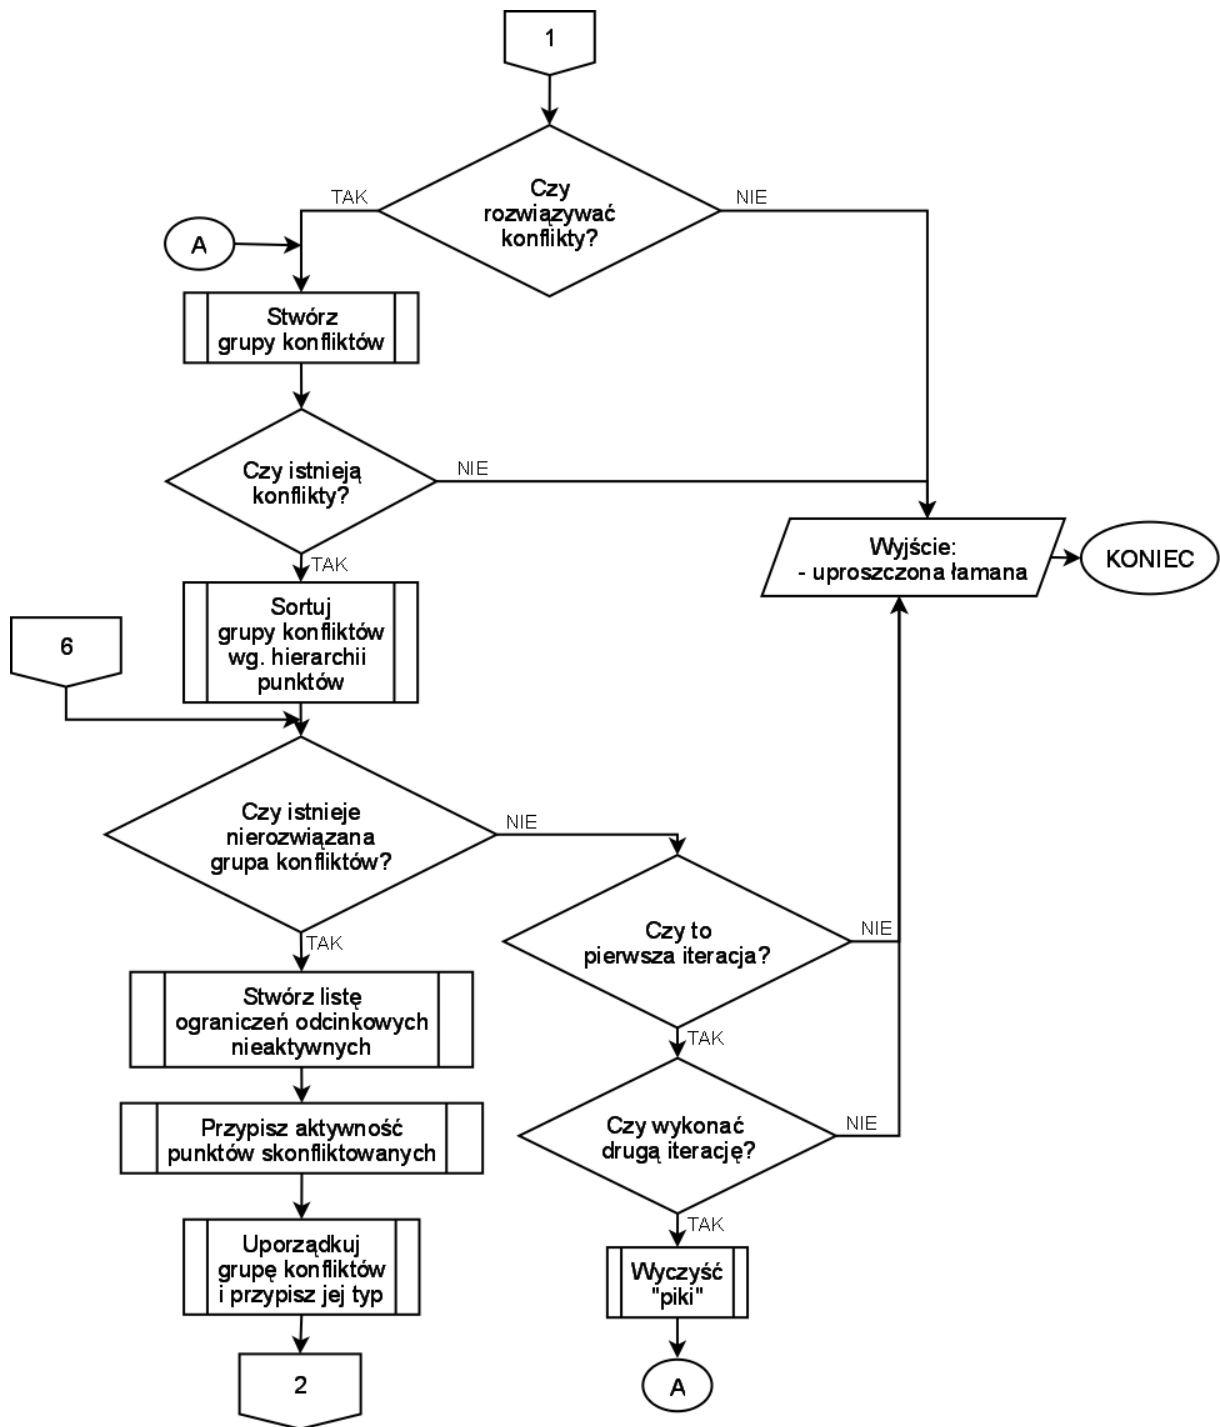 1
Czy
rozwiązywać
konflikty?
TAK
NIE
A
Stwórz
grupy konfliktów
Czy istnieją
konflikty?
NIE
TAK
Wyjście:
- uproszczona łamana
KONIEC
Sortuj
grupy konfliktów
wg. hierarchii
punktów
6
Czy istnieje
nierozwiązana
grupa konfliktów?
NIE
TAK
Czy to
pierwsza iteracja?
NIE
TAK
Stwórz listę
ograniczeń odcinkowych
nieaktywnych
Przypisz aktywność
punktów skonfliktowanych
Czy wykonać
drugą iterację?
NIE
TAK
Uporządkuj
grupę konfliktów
i przypisz jej typ
Wyczyść
"piki"
2
A